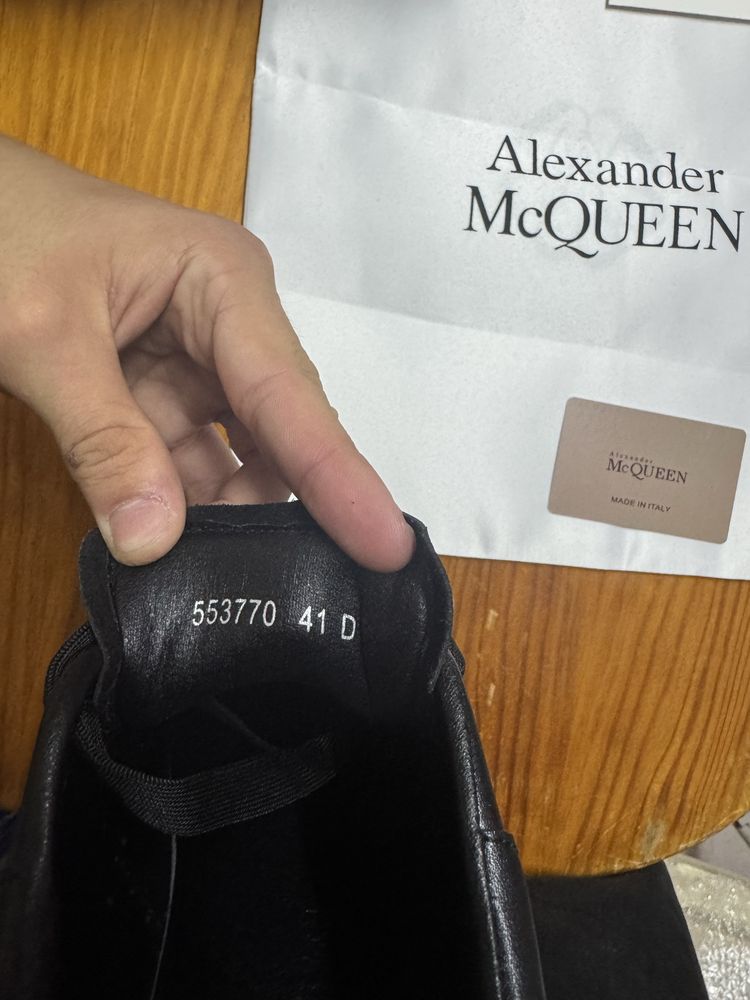 Alexander
McQUEEN
Alexander
McQUEEN
MADE IN ITALY
553770 41 D